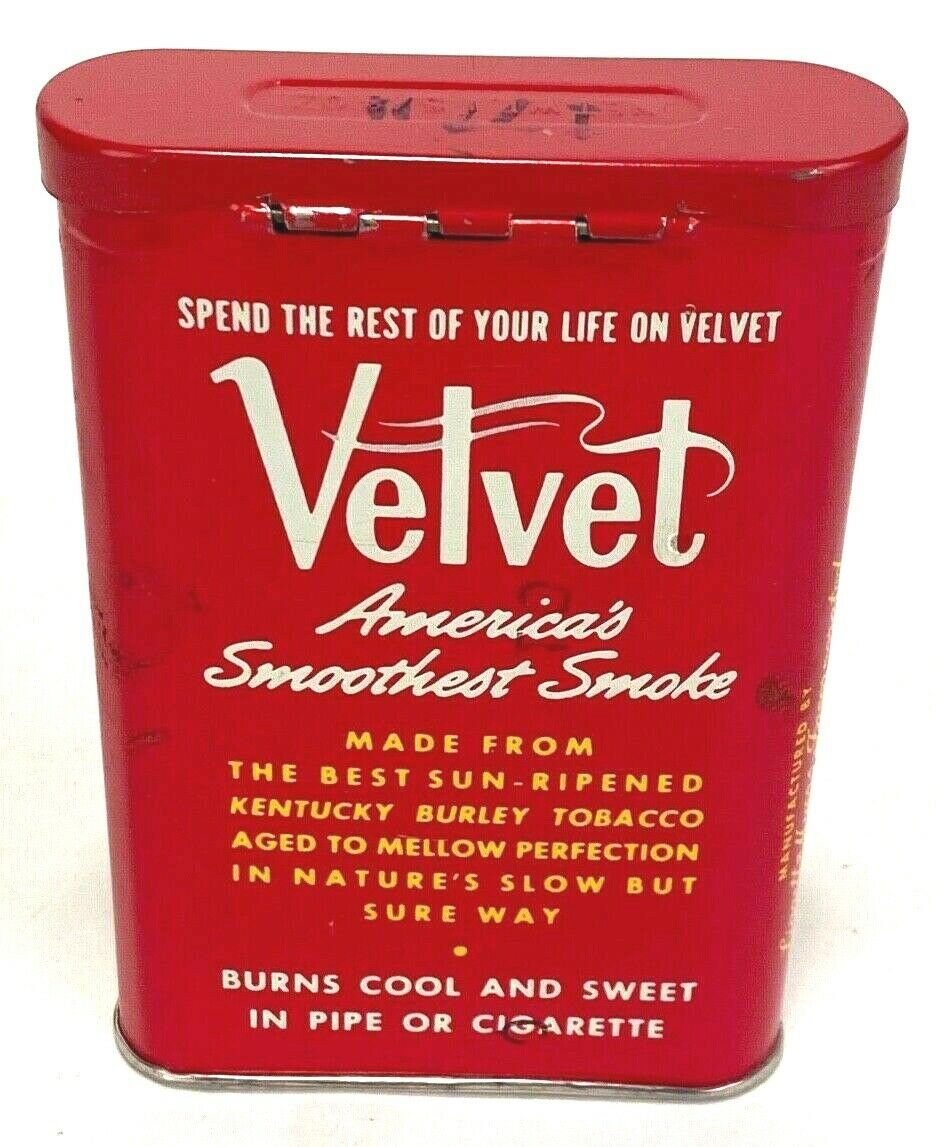 SPEND THE REST OF YOUR LIFE ON VELVET
Velvet
America's
Smoothest Smoke
MADE FROM
THE BEST SUN-RIPENED
KENTUCKY BURLEY TOBACCO
AGED TO MELLOW PERFECTION
IN NATURE'S SLOW BUT
SURE WAY
•
BURNS COOL AND SWEET
IN PIPE OR CIGARETTE
2
MANUFACTURED BY